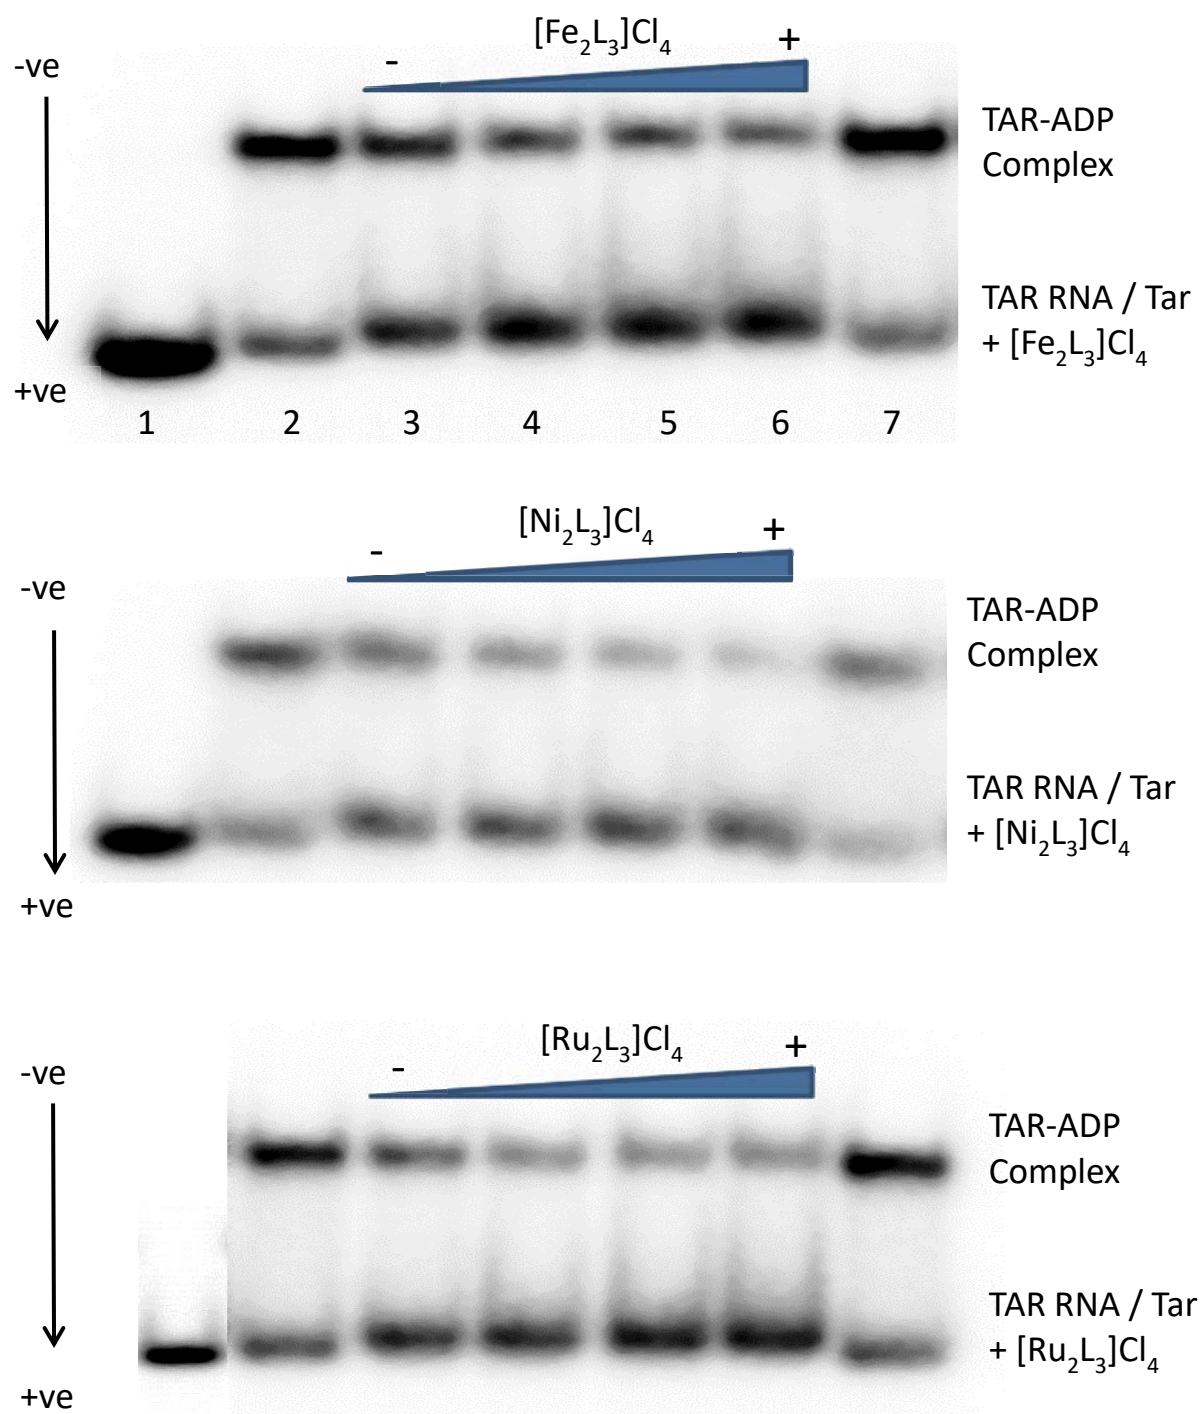 [Fe₂L₃]Cl₄
- +
-ve
TAR-ADP
Complex
TAR RNA / Tar
+ [Fe₂L₃]Cl₄
+ve
1 2 3 4 5 6 7
[Ni₂L₃]Cl₄
- +
-ve
TAR-ADP
Complex
TAR RNA / Tar
+ [Ni₂L₃]Cl₄
+ve
[Ru₂L₃]Cl₄
- +
-ve
TAR-ADP
Complex
TAR RNA / Tar
+ [Ru₂L₃]Cl₄
+ve